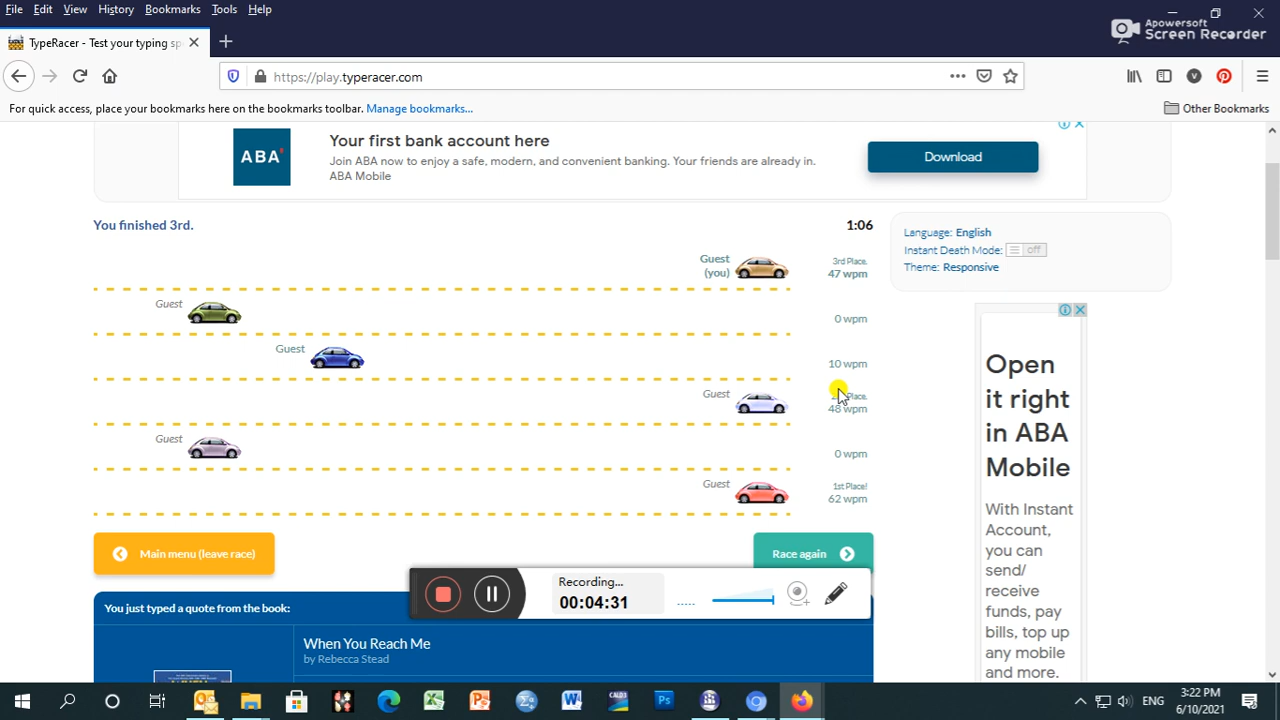 File Edit View History Bookmarks Tools Help
Apowersoft
Screen Recorder
TypeRacer - Test your typing sp
https://play.typeracer.com
For quick access, place your bookmarks here on the bookmarks toolbar. Manage bookmarks...
Other Bookmarks
ABA'
Your first bank account here
Join ABA now to enjoy a safe, modern, and convenient banking. Your friends are already in.
ABA Mobile
Download
You finished 3rd.
1:06
Language: English
Instant Death Mode: off
Theme: Responsive
Guest
(you)
3rd Place.
47 wpm
Guest
0 wpm
Guest
10 wpm
Guest
Place.
48 wpm
Guest
0 wpm
Guest
1st Place!
62 wpm
Main menu (leave race)
Race again
Recording...
00:04:31
You just typed a quote from the book:
When You Reach Me
by Rebecca Stead
Open
it right
in ABA
Mobile
With Instant
Account,
you can
send/
receive
funds, pay
bills, top up
any mobile
and more.
ENG
3:22 PM
6/10/2021